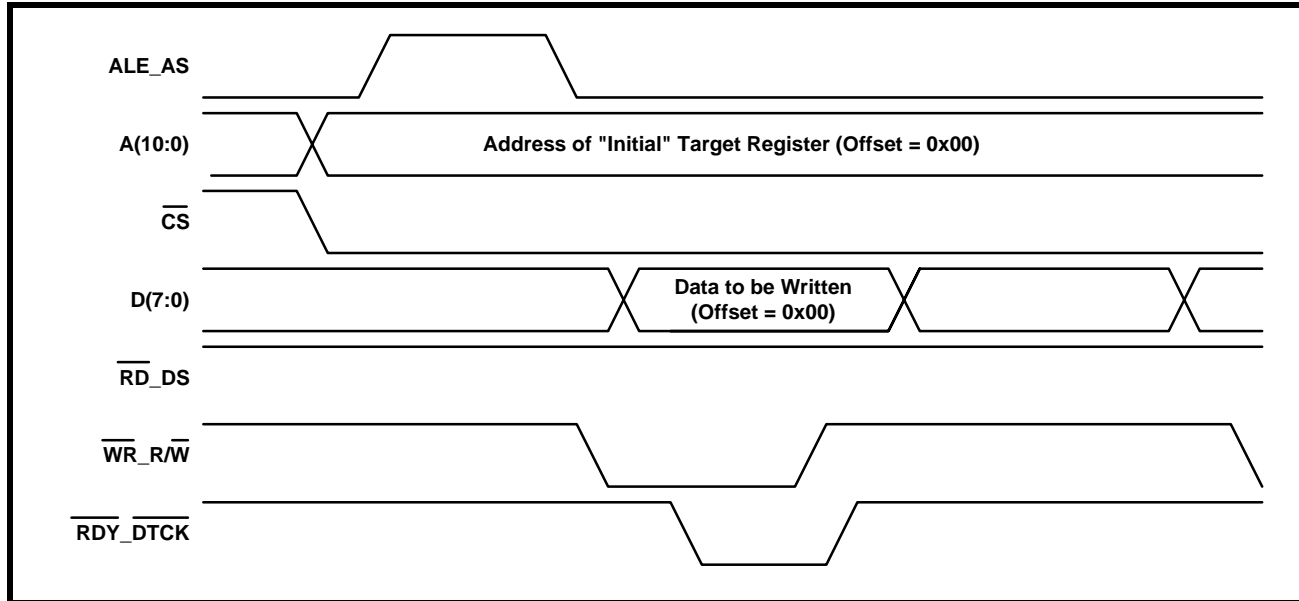 ALE_AS
A(10:0)
Address of "Initial" Target Register (Offset = 0x00)
CS
D(7:0)
Data to be Written
(Offset = 0x00)
RD_DS
WR_R/W
RDY_DTCK